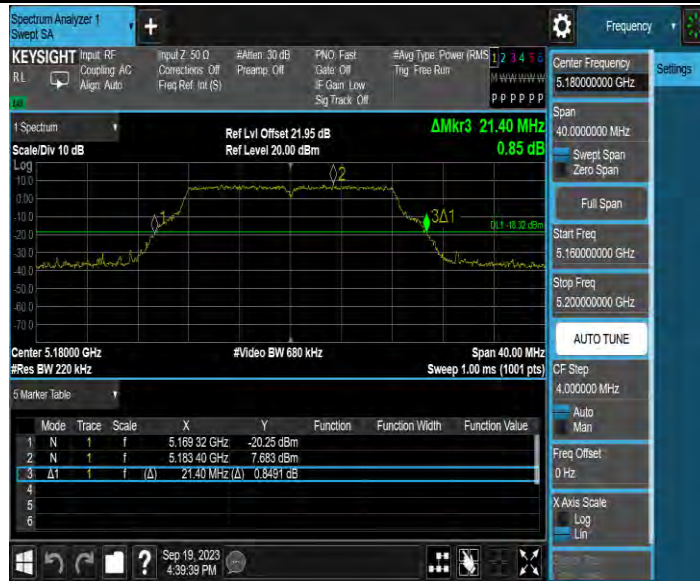 Spectrum Analyzer 1
Swept SA
+
Frequency
KEYSIGHT
RL
Input: RF
Coupling: AC
Align: Auto
Input Z: 50 Ω
Corrections: Off
Freq Ref: Int (S)
#Atten: 30 dB
Preamp: Off
PNO: Fast
Gate: Off
IF Gain: Low
Sig Track: Off
#Avg Type: Power (RMS
Trig: Free Run
1 2 3 4 5 6
M W W W W W
P P P P P P
1 Spectrum
Scale/Div 10 dB
Ref Lvl Offset 21.95 dB
Ref Level 20.00 dBm
ΔMkr3 21.40 MHz
0.85 dB
Log
10.0
0.00
-10.0
-20.0
-30.0
-40.0
-50.0
-60.0
-70.0
1
2
3Δ1
DL1 -18.32 dBm
Center 5.18000 GHz
#Res BW 220 kHz
#Video BW 680 kHz
Span 40.00 MHz
Sweep 1.00 ms (1001 pts)
5 Marker Table
Mode Trace Scale X Y Function Function Width Function Value
1 N 1 f 5.169 32 GHz -20.25 dBm
2 N 1 f 5.183 40 GHz 7.683 dBm
3 Δ1 1 f (Δ) 21.40 MHz (Δ) 0.8491 dB
4
5
6
Sep 19, 2023
4:39:39 PM
?
Center Frequency
5.180000000 GHz
Settings
Span
40.0000000 MHz
Swept Span
Zero Span
Full Span
Start Freq
5.160000000 GHz
Stop Freq
5.200000000 GHz
AUTO TUNE
CF Step
4.000000 MHz
Auto
Man
Freq Offset
0 Hz
X Axis Scale
Log
Lin